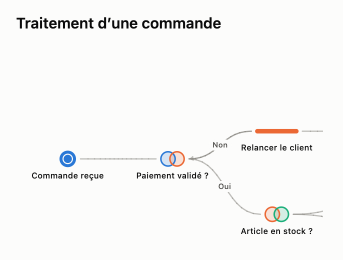 Traitement d’une commande
Non
Relancer le client
Commande reçue
Paiement validé ?
Oui
Article en stock ?